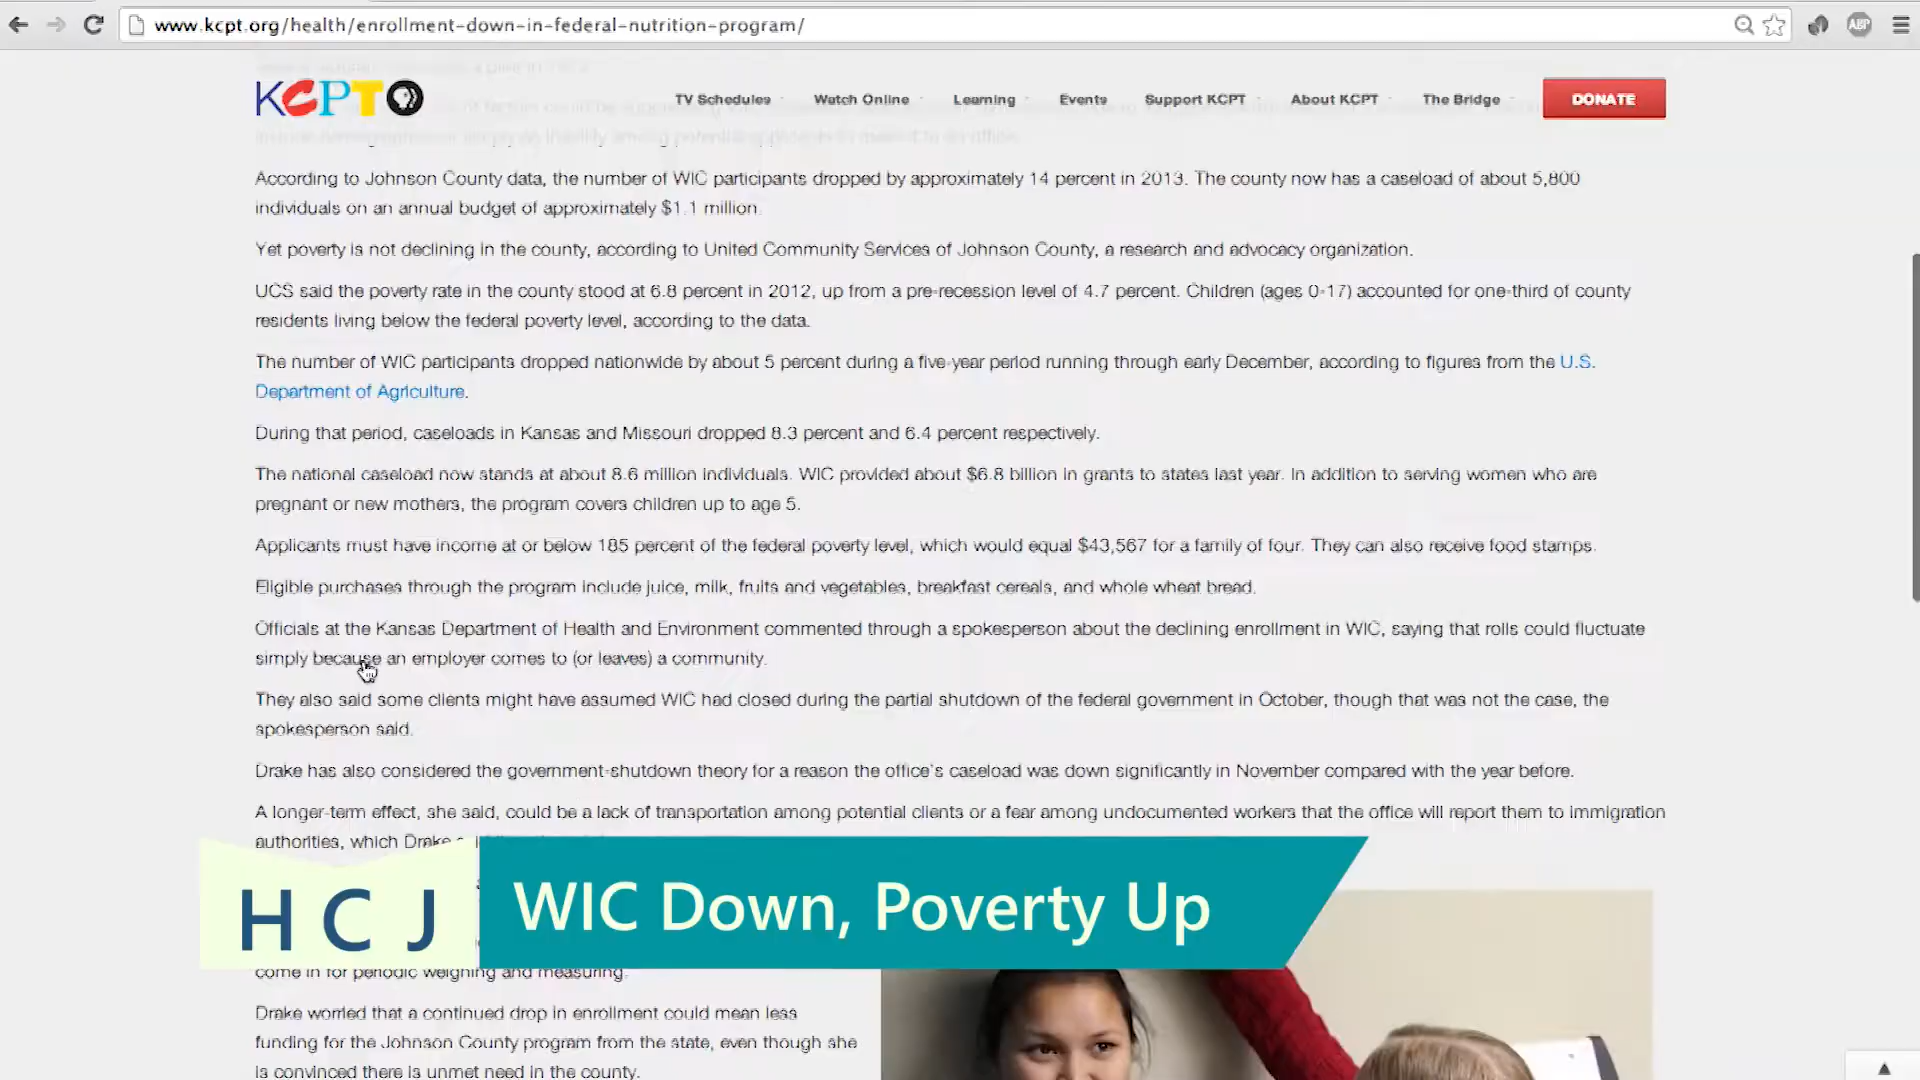 www.kcpt.org/health/enrollment-down-in-federal-nutrition-program/
ABP
KCPT
TV Schedules
Watch Online
Learning
Events
Support KCPT
About KCPT
The Bridge
DONATE
According to Johnson County data, the number of WIC participants dropped by approximately 14 percent in 2013. The county now has a caseload of about 5,800
individuals on an annual budget of approximately $1.1 million.
Yet poverty is not declining in the county, according to United Community Services of Johnson County, a research and advocacy organization.
UCS said the poverty rate in the county stood at 6.8 percent in 2012, up from a pre-recession level of 4.7 percent. Children (ages 0-17) accounted for one-third of county
residents living below the federal poverty level, according to the data.
The number of WIC participants dropped nationwide by about 5 percent during a five-year period running through early December, according to figures from the U.S.
Department of Agriculture.
During that period, caseloads in Kansas and Missouri dropped 8.3 percent and 6.4 percent respectively.
The national caseload now stands at about 8.6 million individuals. WIC provided about $6.8 billion in grants to states last year. In addition to serving women who are
pregnant or new mothers, the program covers children up to age 5.
Applicants must have income at or below 185 percent of the federal poverty level, which would equal $43,567 for a family of four. They can also receive food stamps.
Eligible purchases through the program include juice, milk, fruits and vegetables, breakfast cereals, and whole wheat bread.
Officials at the Kansas Department of Health and Environment commented through a spokesperson about the declining enrollment in WIC, saying that rolls could fluctuate
simply because an employer comes to (or leaves) a community.
They also said some clients might have assumed WIC had closed during the partial shutdown of the federal government in October, though that was not the case, the
spokesperson said.
Drake has also considered the government-shutdown theory for a reason the office's caseload was down significantly in November compared with the year before.
A longer-term effect, she said, could be a lack of transportation among potential clients or a fear among undocumented workers that the office will report them to immigration
authorities, which Drake
HCJ
WIC Down, Poverty Up
come in for periodic weighing and measuring.
Drake worried that a continued drop in enrollment could mean less
funding for the Johnson County program from the state, even though she
is convinced there is unmet need in the county.